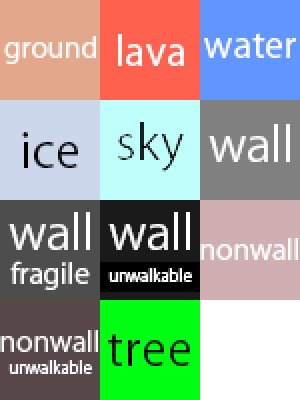 ground
lava
water
ice
sky
wall
wall
fragile
wall
unwalkable
nonwall
nonwall
unwalkable
tree